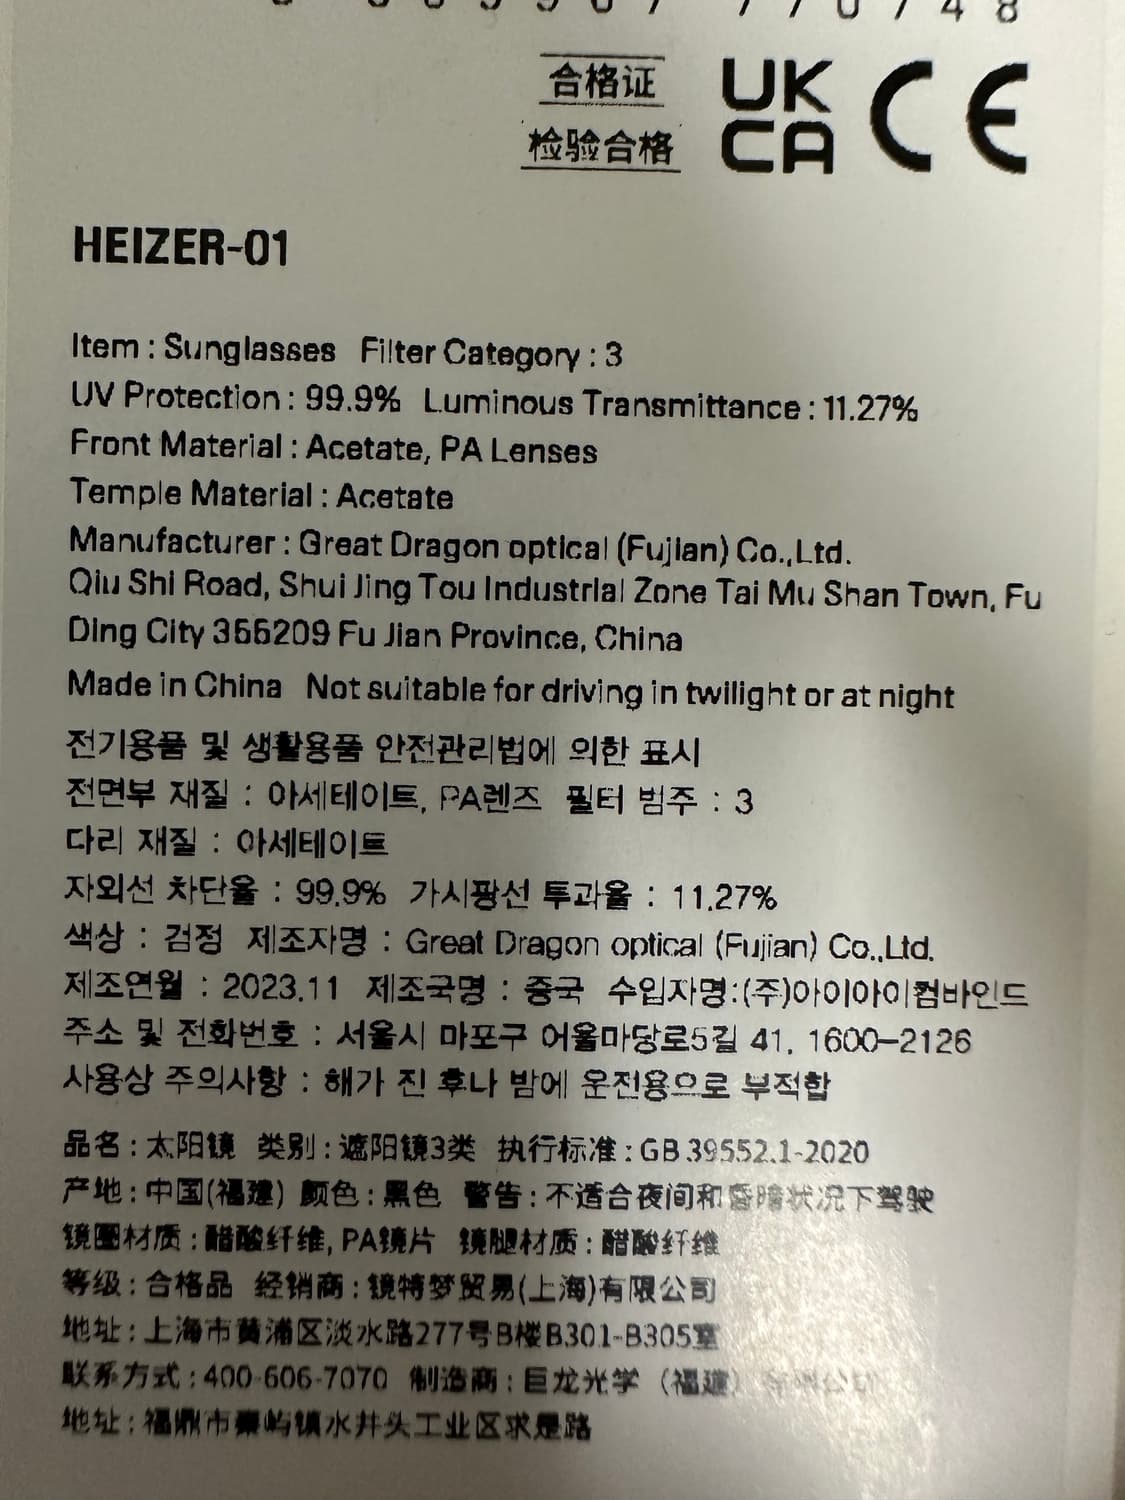 770748
合格证
检验合格
UK
CA
CE
HEIZER-01
Item : Sunglasses Filter Category : 3
UV Protection : 99.9% Luminous Transmittance : 11.27%
Front Material : Acetate, PA Lenses
Temple Material : Acetate
Manufacturer : Great Dragon optical (Fujian) Co.,Ltd.
Qiu Shi Road, Shui Jing Tou Industrial Zone Tai Mu Shan Town, Fu
Ding City 355209 Fu Jian Province, China
Made in China Not suitable for driving in twilight or at night
전기용품 및 생활용품 안전관리법에 의한 표시
전면부 재질 : 아세테이트, PA렌즈 필터 범주 : 3
다리 재질 : 아세테이트
자외선 차단율 : 99.9% 가시광선 투과율 : 11.27%
색상 : 검정 제조자명 : Great Dragon optical (Fujian) Co.,Ltd.
제조연월 : 2023.11 제조국명 : 중국 수입자명:(주)아이아이컴바인드
주소 및 전화번호 : 서울시 마포구 어울마당로5길 41, 1600-2126
사용상 주의사항 : 해가 진 후나 밤에 운전용으로 부적합
品名 : 太阳镜 类别 : 遮阳镜3类 执行标准 : GB 39552.1-2020
产地 : 中国(福建) 颜色 : 黑色 警告 : 不适合夜间和昏暗状况下驾驶
镜圈材质 : 醋酸纤维, PA镜片 镜腿材质 : 醋酸纤维
等级 : 合格品 经销商 : 镜特梦贸易(上海)有限公司
地址 : 上海市黄浦区淡水路277号B楼B301-B305室
联系方式 : 400-606-7070 制造商 : 巨龙光学 (福建) 有限公司
地址 : 福鼎市秦屿镇水井头工业区求是路